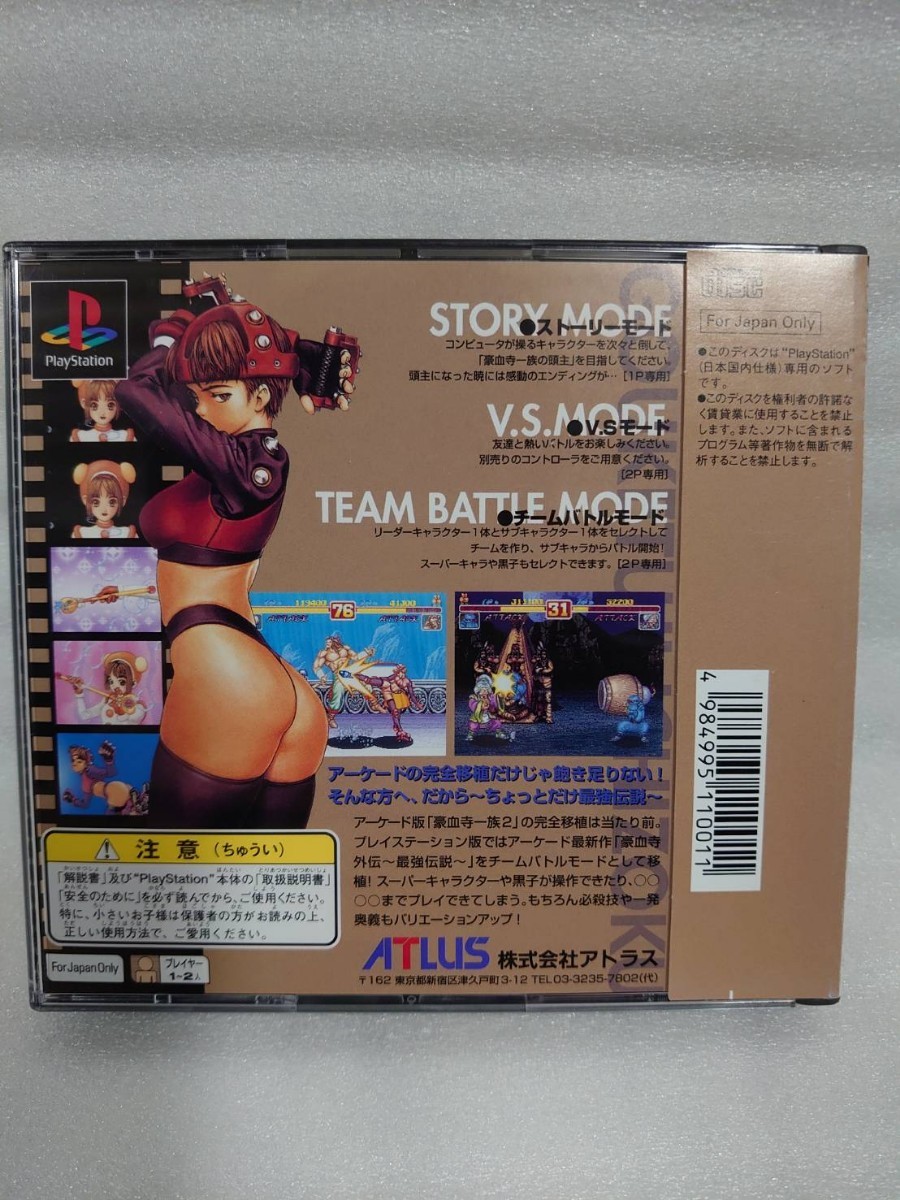 PlayStation
STORY MODE
●ストーリーモード
コンピュータが操るキャラクターを次々と倒して、
「豪血寺一族の頭主」を目指してください。
頭主になった暁には感動のエンディングが…［1P専用］
V.S.MODE
●V.Sモード
友達と熱いバトルをお楽しみください。
別売りのコントローラをご用意ください。
［2P専用］
TEAM BATTLE MODE
●チームバトルモード
リーダーキャラクター1体とサブキャラクター1体をセレクトして
チームを作り、サブキャラからバトル開始！
スーパーキャラや黒子もセレクトできます。［2P専用］
113400 76 41300
ATTACK ATTACK
31 32200
ATTACK ATTACK
アーケードの完全移植だけじゃ飽き足りない！
そんな方へ、だから～ちょっとだけ最強伝説～
アーケード版「豪血寺一族2」の完全移植は当たり前。
プレイステーション版ではアーケード最新作「豪血寺
外伝～最強伝説～」をチームバトルモードとして移
植！スーパーキャラクターや黒子が操作できたり、○○
○○までプレイできてしまう。もちろん必殺技や一発
奥義もバリエーションアップ！
ATLUS 株式会社アトラス
〒162 東京都新宿区津久戸町3-12 TEL03-3235-7802(代)
注意（ちゅうい）
「解説書」及び"PlayStation"本体の「取扱説明書」
「安全のために」を必ず読んでから、ご使用ください。
特に、小さいお子様は保護者の方がお読みの上、
正しい使用方法で、ご愛用ください。
For Japan Only
プレイヤー
1～2人
disc
For Japan Only
●このディスクは"PlayStation"
（日本国内仕様）専用のソフト
です。
●このディスクを権利者の許諾な
く賃貸業に使用することを禁止
します。また、ソフトに含まれる
プログラム等著作物を無断で解
析することを禁止します。
4 984995 110011